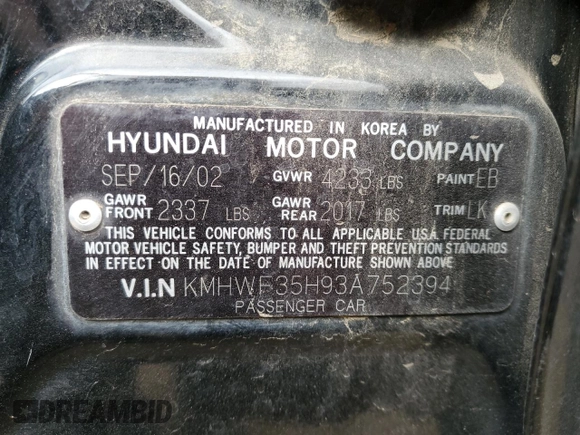 MANUFACTURED IN KOREA BY
HYUNDAI MOTOR COMPANY
SEP/16/02 GVWR 4233 LBS PAINT EB
GAWR FRONT 2337 LBS GAWR REAR 2017 LBS TRIM LK
THIS VEHICLE CONFORMS TO ALL APPLICABLE U.S.A. FEDERAL
MOTOR VEHICLE SAFETY, BUMPER AND THEFT PREVENTION STANDARDS
IN EFFECT ON THE DATE OF MANUFACTURE SHOWN ABOVE
V.I.N KMHWF35H93A752394
PASSENGER CAR
DREAMBID